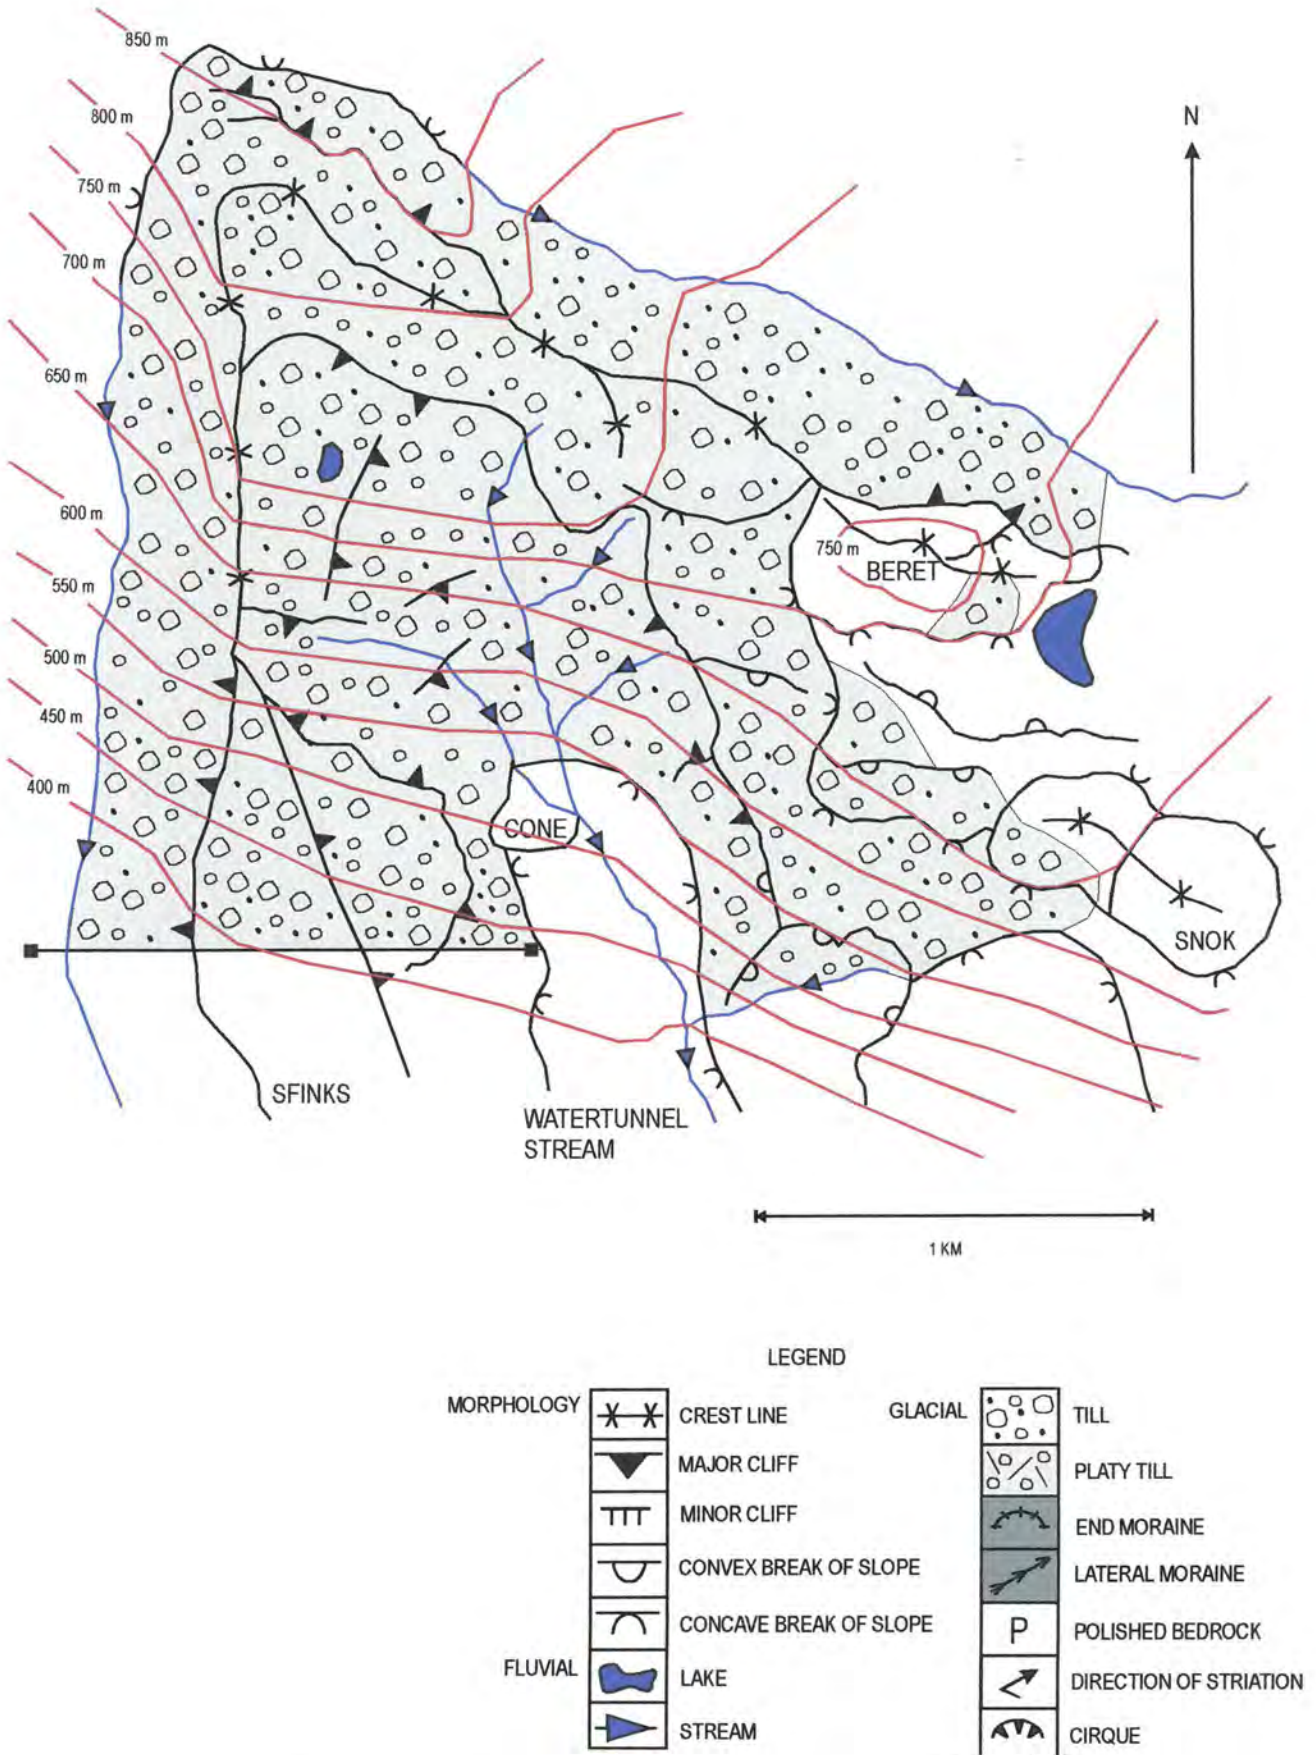 850 m
N
800 m
750 m
700 m
650 m
600 m
750 m
BERET
550 m
500 m
450 m
400 m
CONE
SNOK
SFINKS
WATERTUNNEL
STREAM
1 KM
LEGEND
MORPHOLOGY
CREST LINE
MAJOR CLIFF
MINOR CLIFF
CONVEX BREAK OF SLOPE
CONCAVE BREAK OF SLOPE
FLUVIAL
LAKE
STREAM
GLACIAL
TILL
PLATY TILL
END MORAINE
LATERAL MORAINE
P
POLISHED BEDROCK
DIRECTION OF STRIATION
CIRQUE